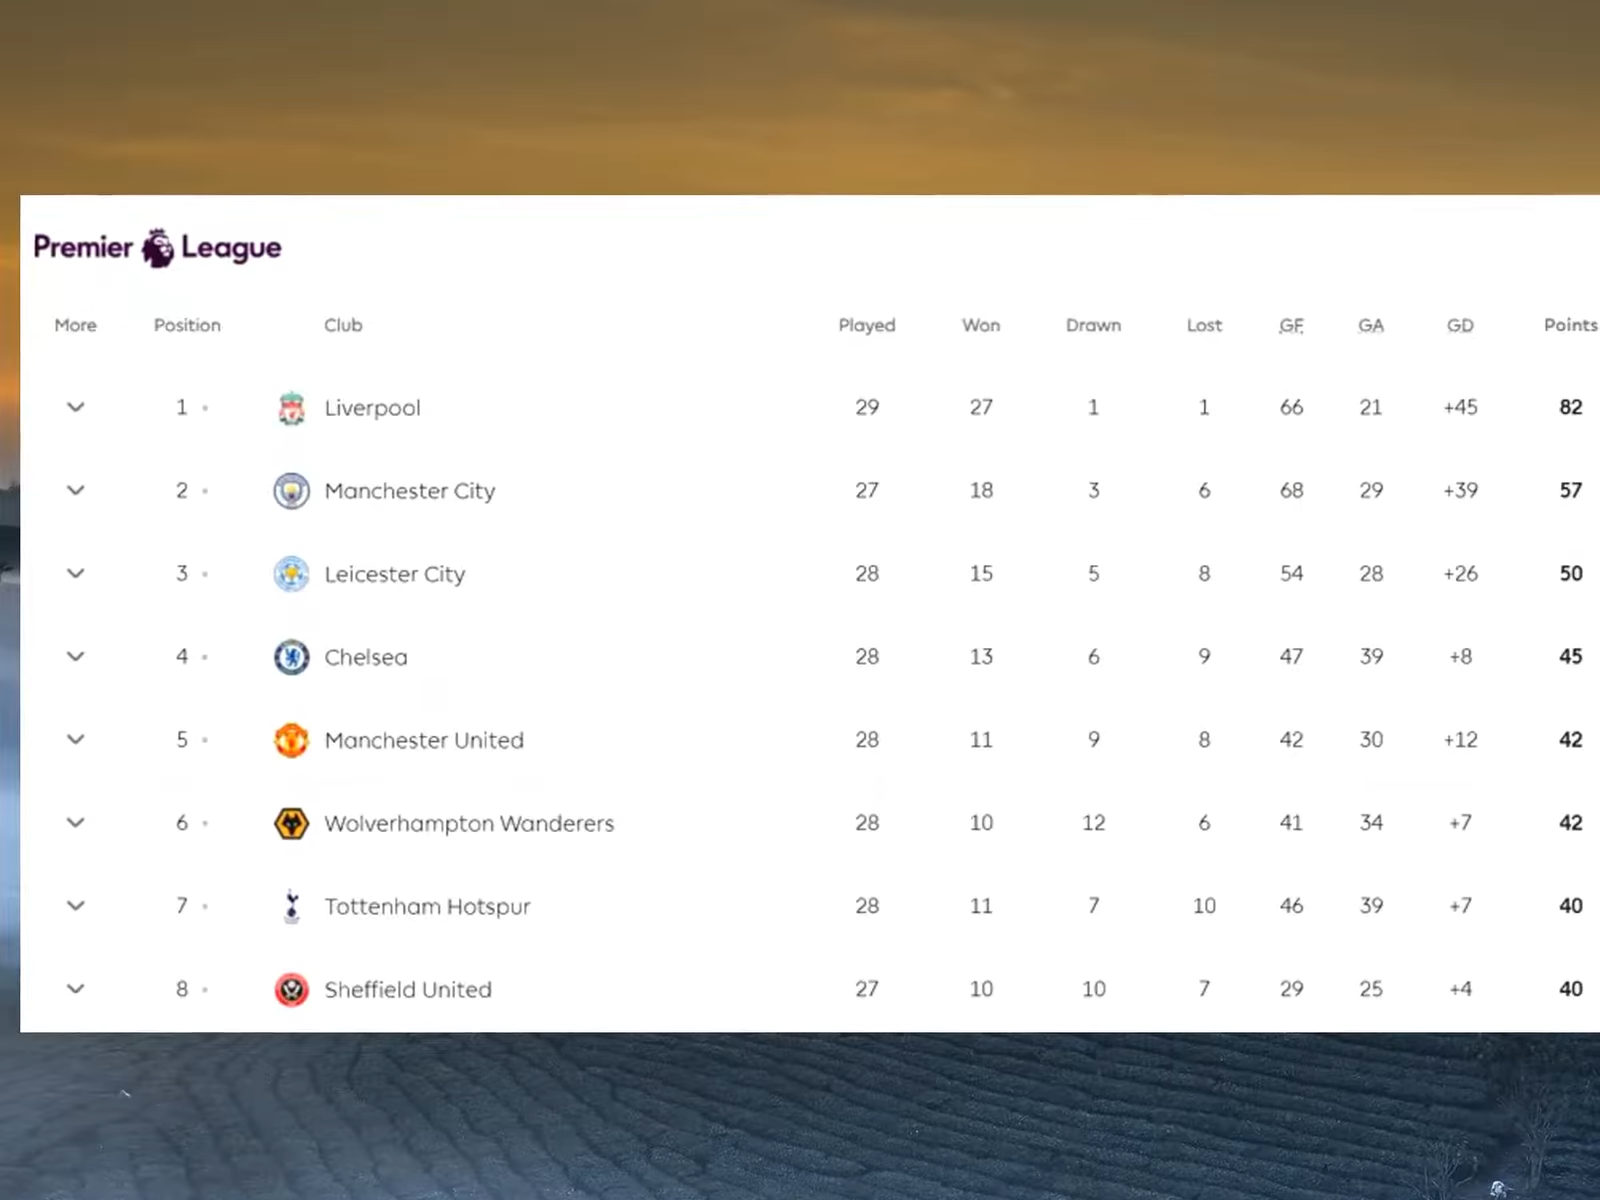 Premier League
More Position Club Played Won Drawn Lost GF GA GD Points
1 Liverpool 29 27 1 1 66 21 +45 82
2 Manchester City 27 18 3 6 68 29 +39 57
3 Leicester City 28 15 5 8 54 28 +26 50
4 Chelsea 28 13 6 9 47 39 +8 45
5 Manchester United 28 11 9 8 42 30 +12 42
6 Wolverhampton Wanderers 28 10 12 6 41 34 +7 42
7 Tottenham Hotspur 28 11 7 10 46 39 +7 40
8 Sheffield United 27 10 10 7 29 25 +4 40